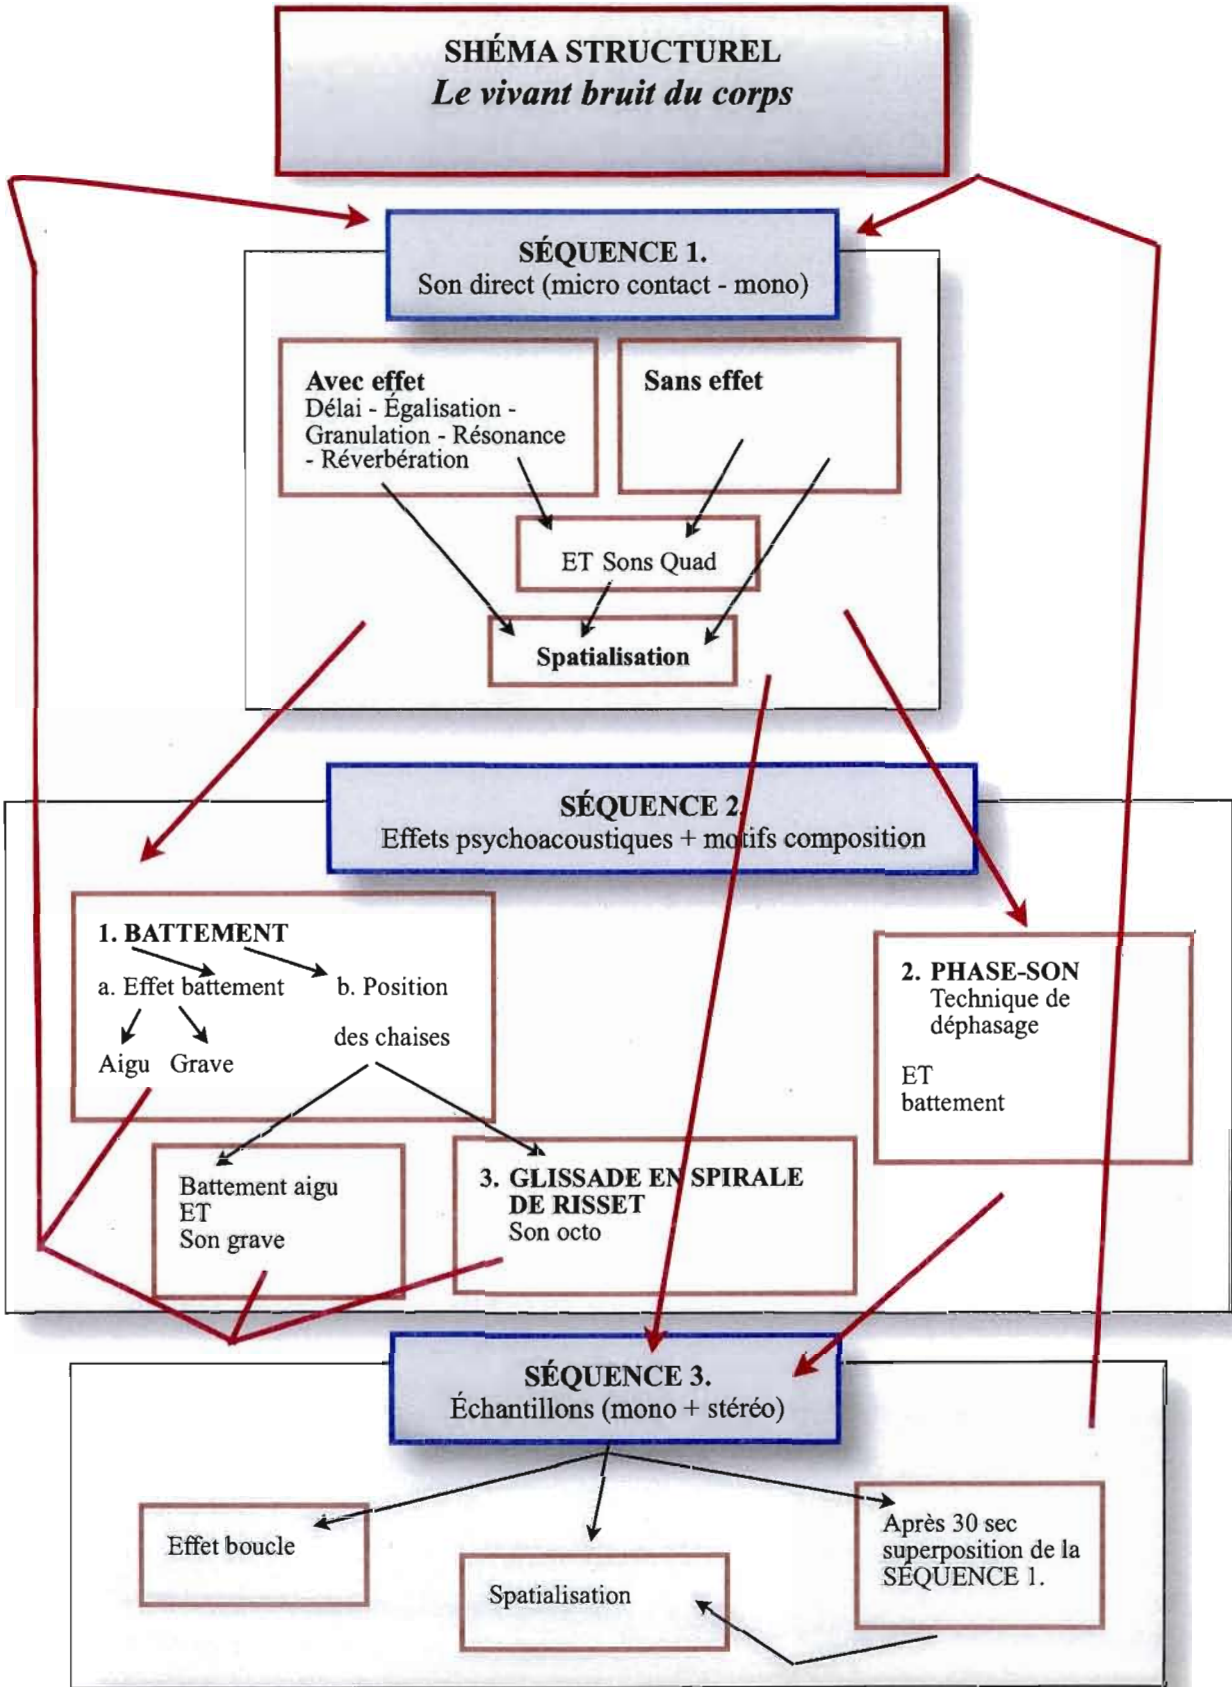 SHÉMA STRUCTUREL
Le vivant bruit du corps
SÉQUENCE 1.
Son direct (micro contact - mono)
Avec effet
Délai - Égalisation -
Granulation - Résonance
- Réverbération
Sans effet
ET Sons Quad
Spatialisation
SÉQUENCE 2.
Effets psychoacoustiques + motifs composition
1. BATTEMENT
a. Effet battement
b. Position
des chaises
Aigu Grave
2. PHASE-SON
Technique de
déphasage
ET
battement
Battement aigu
ET
Son grave
3. GLISSADE EN SPIRALE
DE RISSET
Son octo
SÉQUENCE 3.
Échantillons (mono + stéréo)
Effet boucle
Spatialisation
Après 30 sec
superposition de la
SÉQUENCE 1.